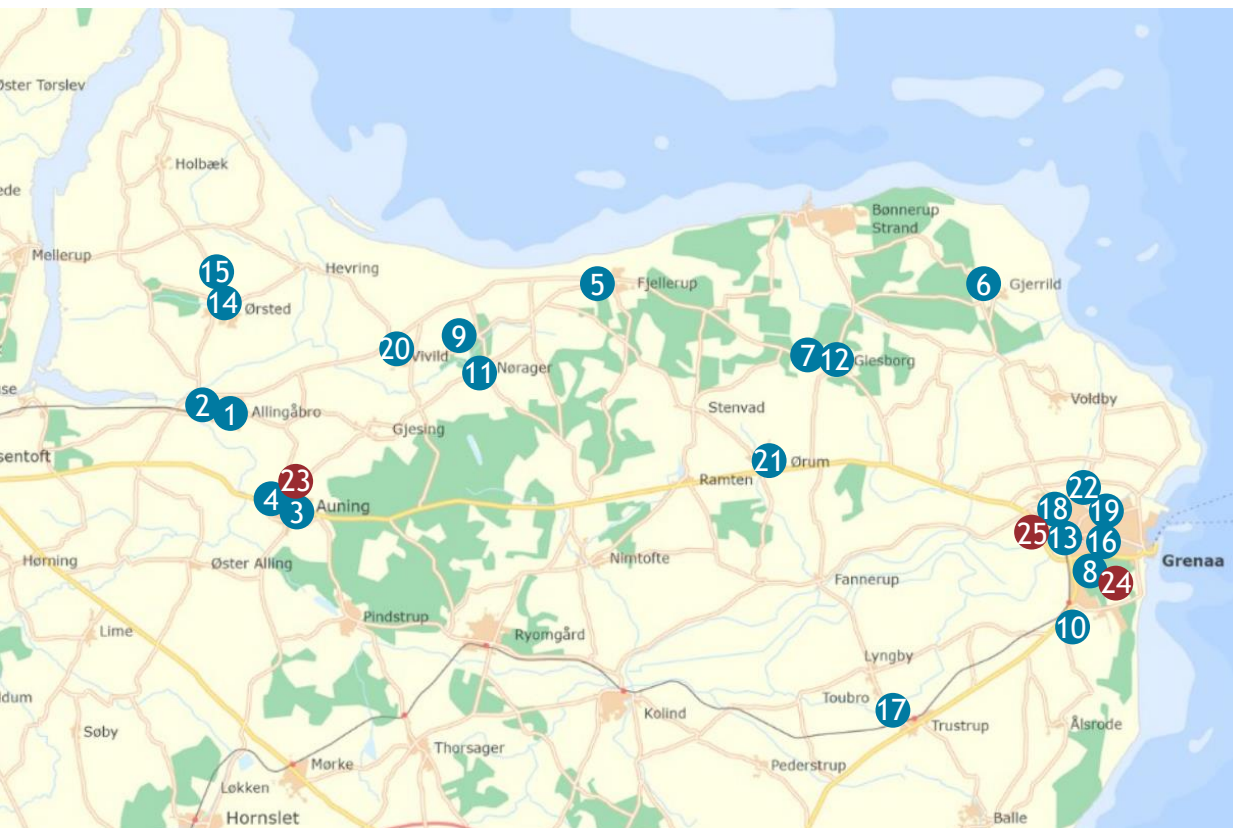 Øster Tørslev
Holbæk
Bønnerup
Strand
Mellerup
15
Hevring
5
Fjellerup
6
Gjerrild
14
Ørsted
9
20
Vivild
7
12
Glesborg
11
Nørager
2
1
Allingåbro
Stenvad
Voldby
Gjesing
21
Ørum
Ramten
23
4
3
Auning
22
18
19
25
13
16
Hørning
Øster Alling
Nimtofte
Grenaa
8
24
Fannerup
Pindstrup
10
Lime
Ryomgård
Lyngby
Toubro
17
Kolind
Trustrup
Ålsrode
Søby
Thorsager
Mørke
Pederstrup
Løkken
Hornslet
Balle